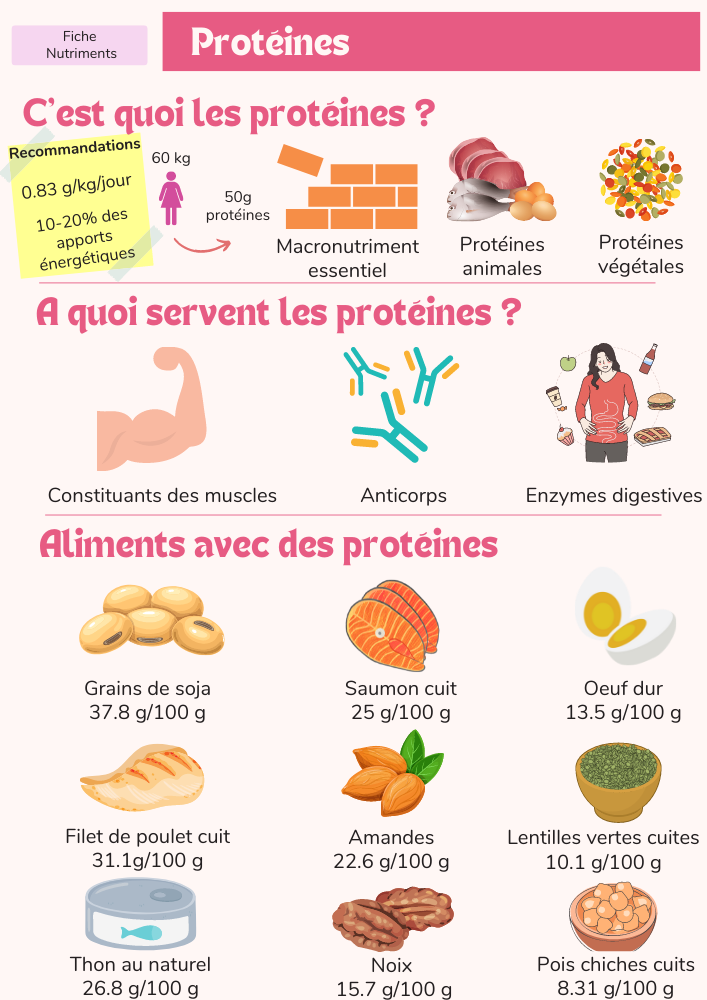 Fiche
Nutriments
Protéines
C'est quoi les protéines ?
Recommandations
0.83 g/kg/jour
10-20% des
apports
énergétiques
60 kg
50g
protéines
Macronutriment
essentiel
Protéines
animales
Protéines
végétales
A quoi servent les protéines ?
Constituants des muscles
Anticorps
Enzymes digestives
Aliments avec des protéines
Grains de soja
37.8 g/100 g
Saumon cuit
25 g/100 g
Oeuf dur
13.5 g/100 g
Filet de poulet cuit
31.1g/100 g
Amandes
22.6 g/100 g
Lentilles vertes cuites
10.1 g/100 g
Thon au naturel
26.8 g/100 g
Noix
15.7 g/100 g
Pois chiches cuits
8.31 g/100 g